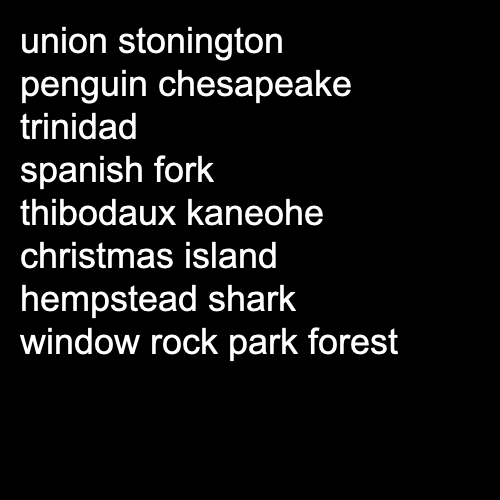 union stonington
penguin chesapeake
trinidad
spanish fork
thibodaux kaneohe
christmas island
hempstead shark
window rock park forest